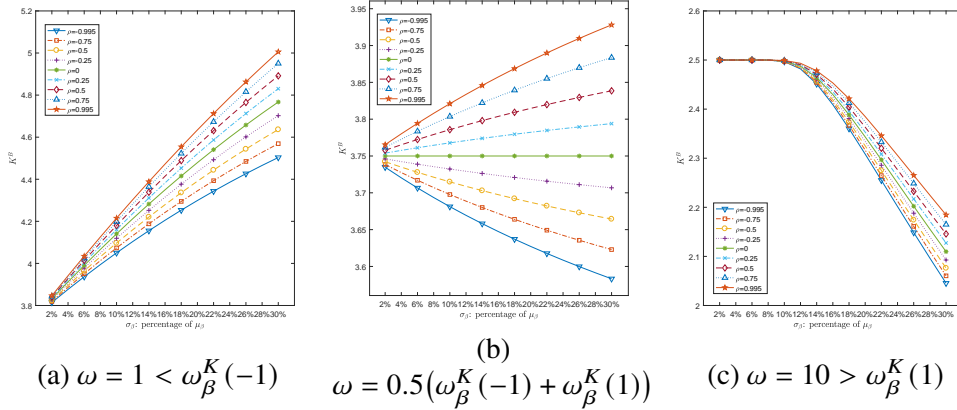 5.2
5
4.8
4.6
4.4
4.2
4
3.8
K^B
ρ=-0.995
ρ=-0.75
ρ=-0.5
ρ=-0.25
ρ=0
ρ=0.25
ρ=0.5
ρ=0.75
ρ=0.995
2% 4% 6% 8% 10%12%14%16%18%20%22%24%26%28%30%
σ_β: percentage of μ_β
(a) ω = 1 < ω_β^K(-1)
3.95
3.9
3.85
3.8
3.75
3.7
3.65
3.6
K^B
ρ=-0.995
ρ=-0.75
ρ=-0.5
ρ=-0.25
ρ=0
ρ=0.25
ρ=0.5
ρ=0.75
ρ=0.995
2% 4% 6% 8% 10%12%14%16%18%20%22%24%26%28%30%
σ_β: percentage of μ_β
(b)
ω = 0.5(ω_β^K(-1) + ω_β^K(1))
2.6
2.5
2.4
2.3
2.2
2.1
2
K^B
ρ=-0.995
ρ=-0.75
ρ=-0.5
ρ=-0.25
ρ=0
ρ=0.25
ρ=0.5
ρ=0.75
ρ=0.995
2% 4% 6% 8% 10%12%14%16%18%20%22%24%26%28%30%
σ_β: percentage of μ_β
(c) ω = 10 > ω_β^K(1)